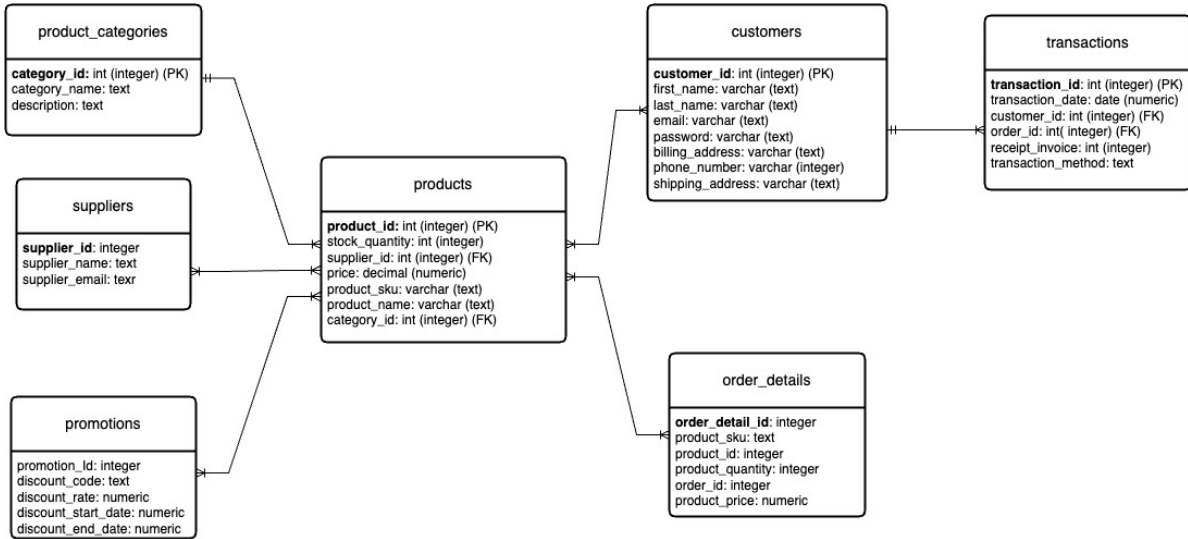 product_categories
category_id: int (integer) (PK)
category_name: text
description: text
suppliers
supplier_id: integer
supplier_name: text
supplier_email: texr
promotions
promotion_Id: integer
discount_code: text
discount_rate: numeric
discount_start_date: numeric
discount_end_date: numeric
products
product_id: int (integer) (PK)
stock_quantity: int (integer)
supplier_id: int (integer) (FK)
price: decimal (numeric)
product_sku: varchar (text)
product_name: varchar (text)
category_id: int (integer) (FK)
customers
customer_id: int (integer) (PK)
first_name: varchar (text)
last_name: varchar (text)
email: varchar (text)
password: varchar (text)
billing_address: varchar (text)
phone_number: varchar (integer)
shipping_address: varchar (text)
transactions
transaction_id: int (integer) (PK)
transaction_date: date (numeric)
customer_id: int (integer) (FK)
order_id: int( integer) (FK)
receipt_invoice: int (integer)
transaction_method: text
order_details
order_detail_id: integer
product_sku: text
product_id: integer
product_quantity: integer
order_id: integer
product_price: numeric